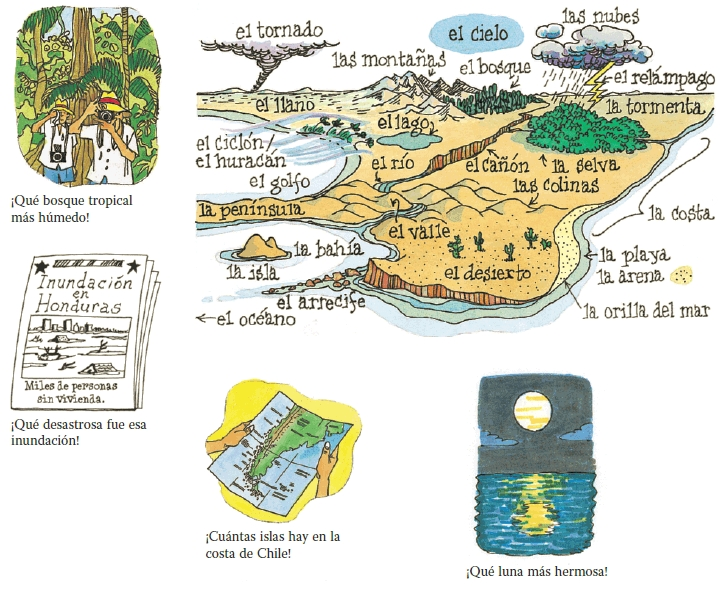 el tornado
el cielo
las nubes
las montañas
el bosque
el relámpago
el llano
la tormenta
el lago
el ciclón/
el huracán
el río
el cañón
la selva
el golfo
las colinas
la península
la costa
el valle
la bahía
la playa
la isla
el desierto
la arena
el arrecife
la orilla del mar
el océano
¡Qué bosque tropical
más húmedo!
Inundación
en
Honduras
Miles de personas
sin vivienda.
¡Qué desastrosa fue esa
inundación!
¡Cuántas islas hay en la
costa de Chile!
¡Qué luna más hermosa!